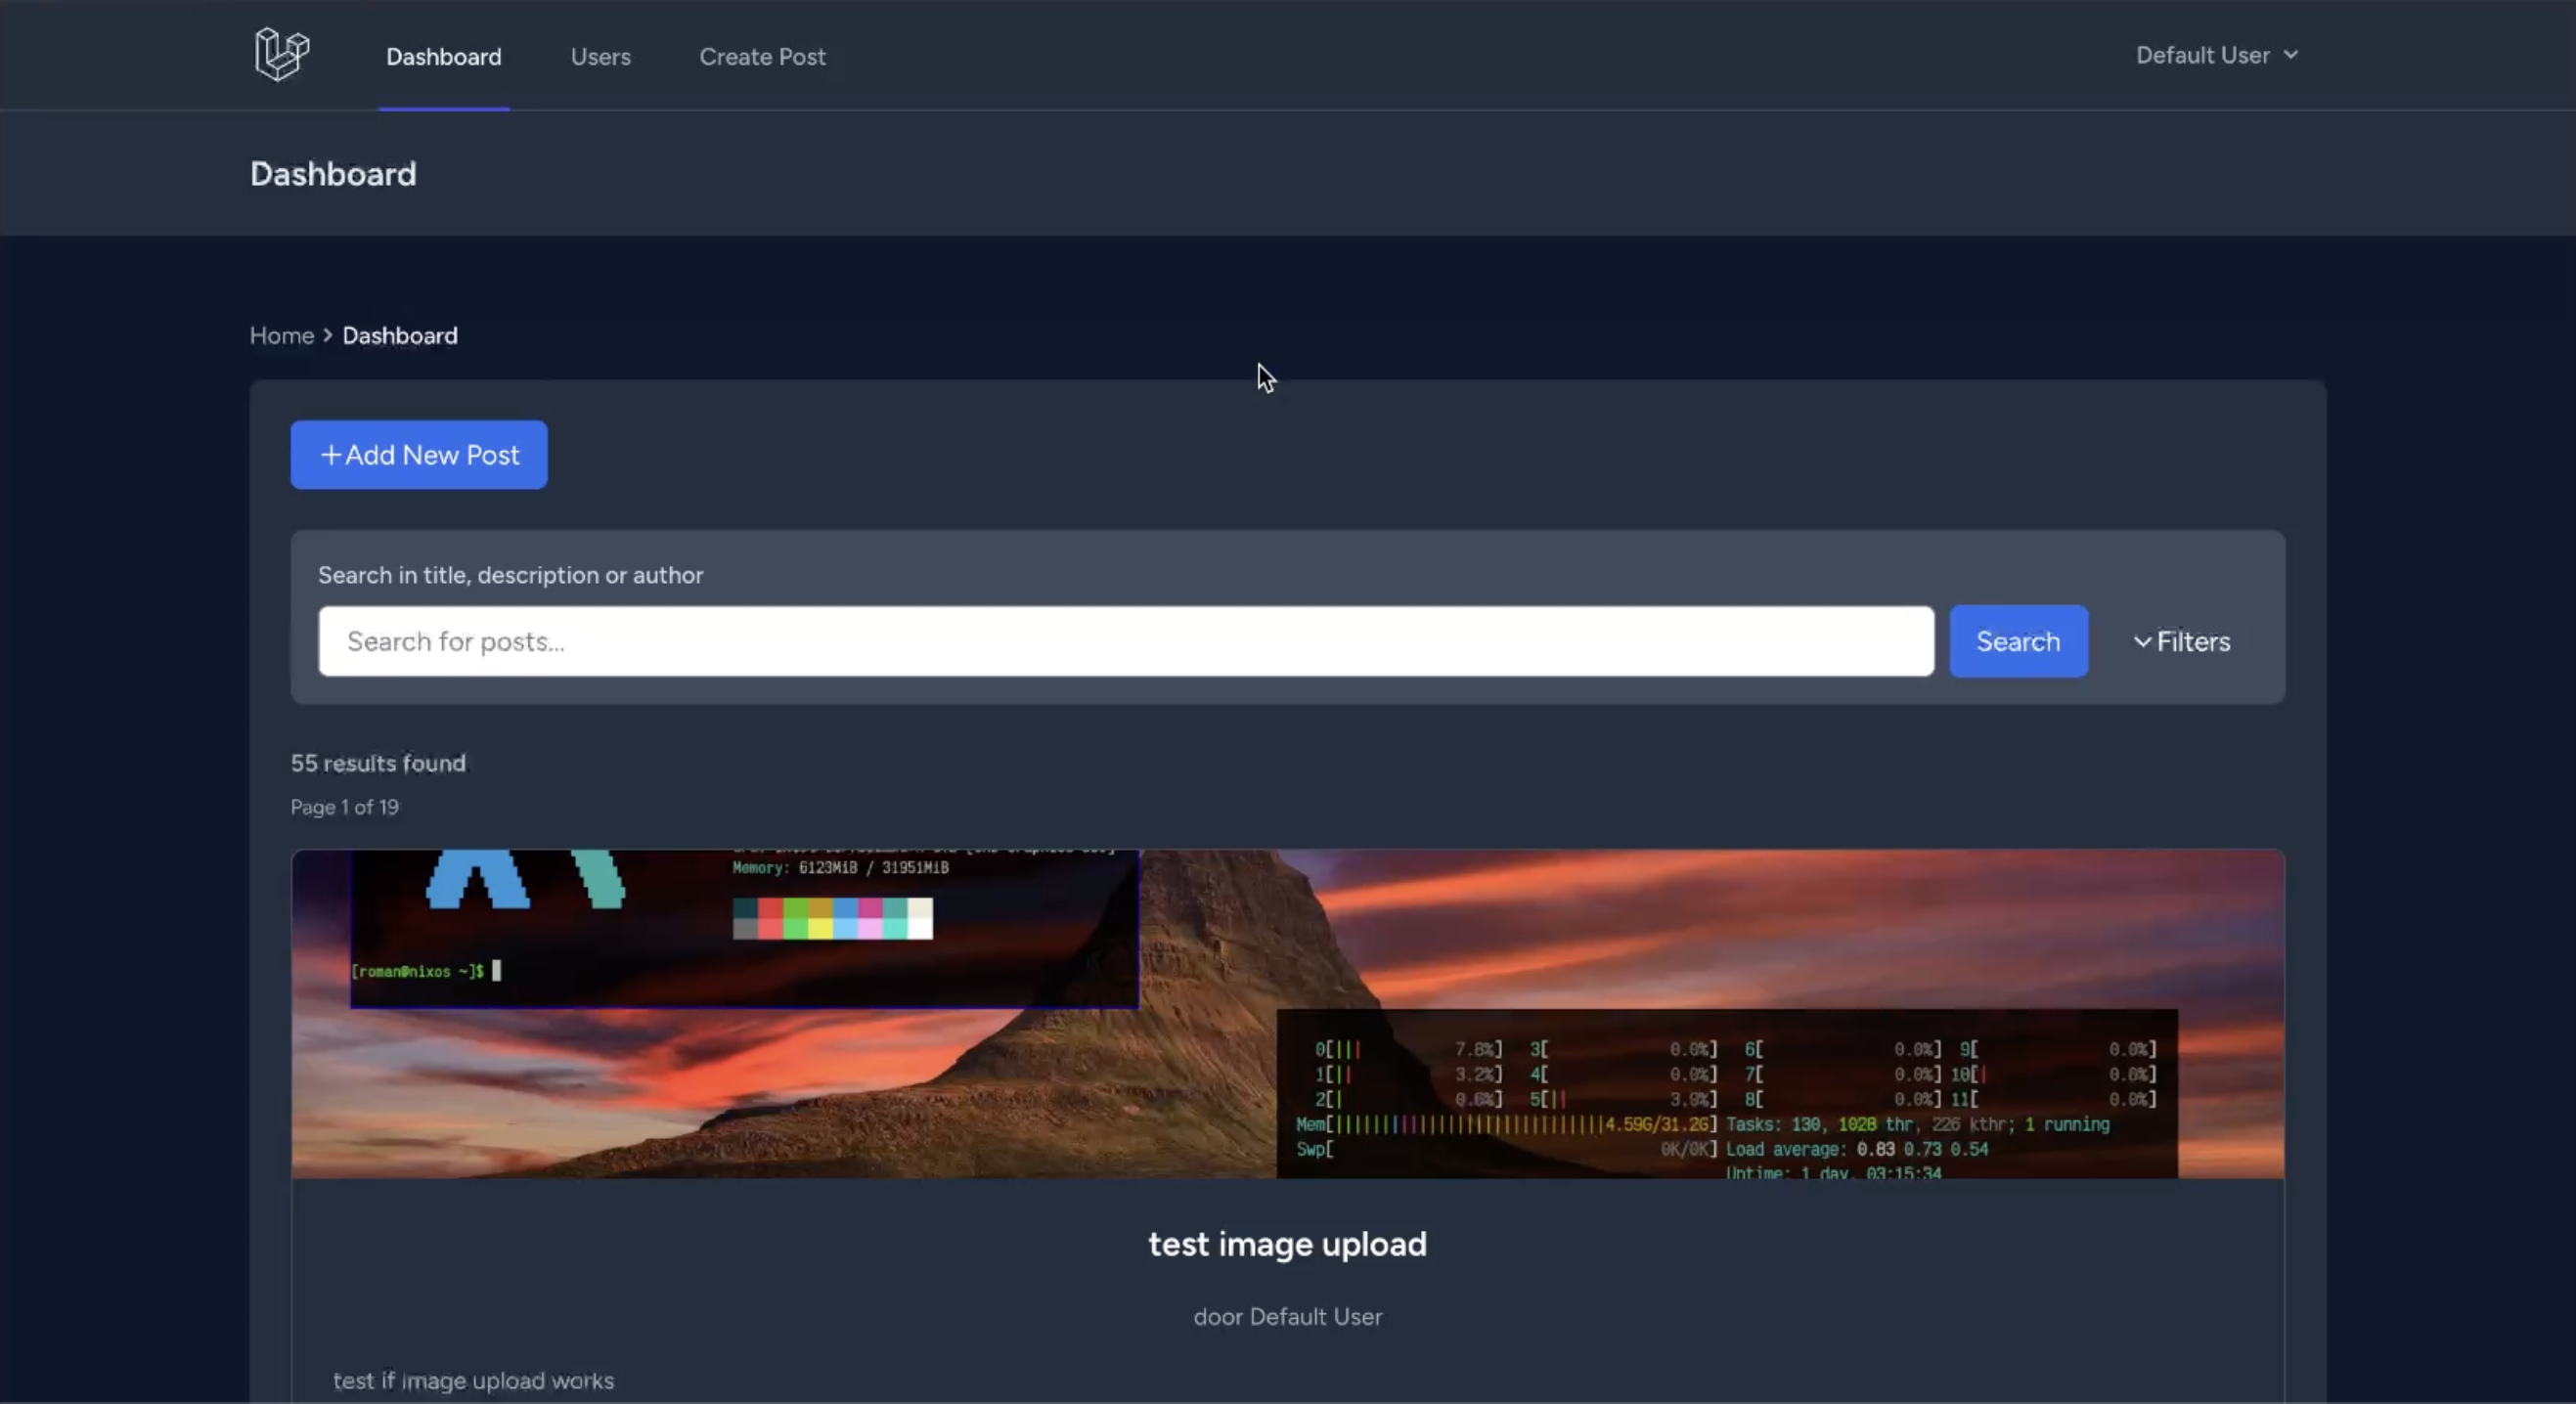 Dashboard Users Create Post Default User
Dashboard
Home > Dashboard
+Add New Post
Search in title, description or author
Search for posts...
Search
Filters
55 results found
Page 1 of 19
Memory: 6123MiB / 31951MiB
[roman@nixos ~]$
0[||| 7.8%] 3[ 0.0%] 6[ 0.0%] 9[ 0.0%]
1[|| 3.2%] 4[ 0.0%] 7[ 0.0%] 10[| 0.0%]
2[| 0.6%] 5[|| 3.9%] 8[ 0.0%] 11[ 0.0%]
Mem[ 4.59G/31.2G] Tasks: 130, 1028 thr, 226 kthr; 1 running
Swp[ 0K/0K] Load average: 0.83 0.73 0.54
Uptime: 1 day, 03:15:34
test image upload
door Default User
test if image upload works